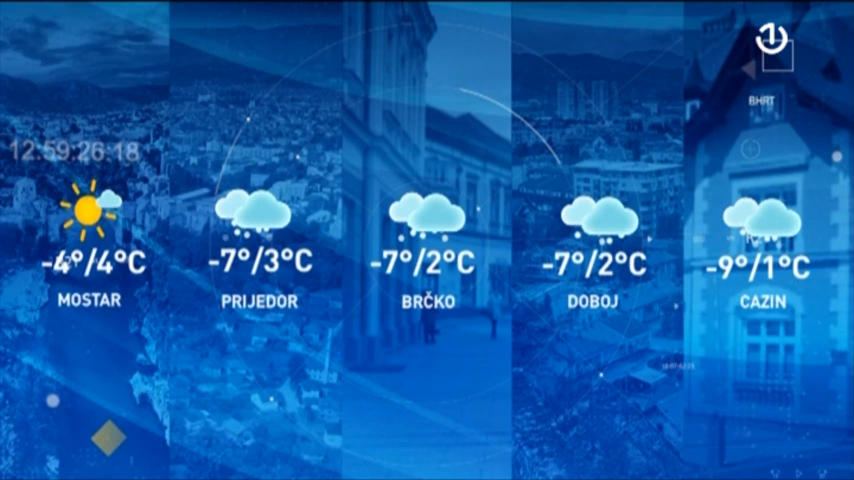 BHRT
12:59:26:18
-4°/4°C
-7°/3°C
-7°/2°C
-7°/2°C
-9°/1°C
MOSTAR
PRIJEDOR
BRČKO
DOBOJ
CAZIN